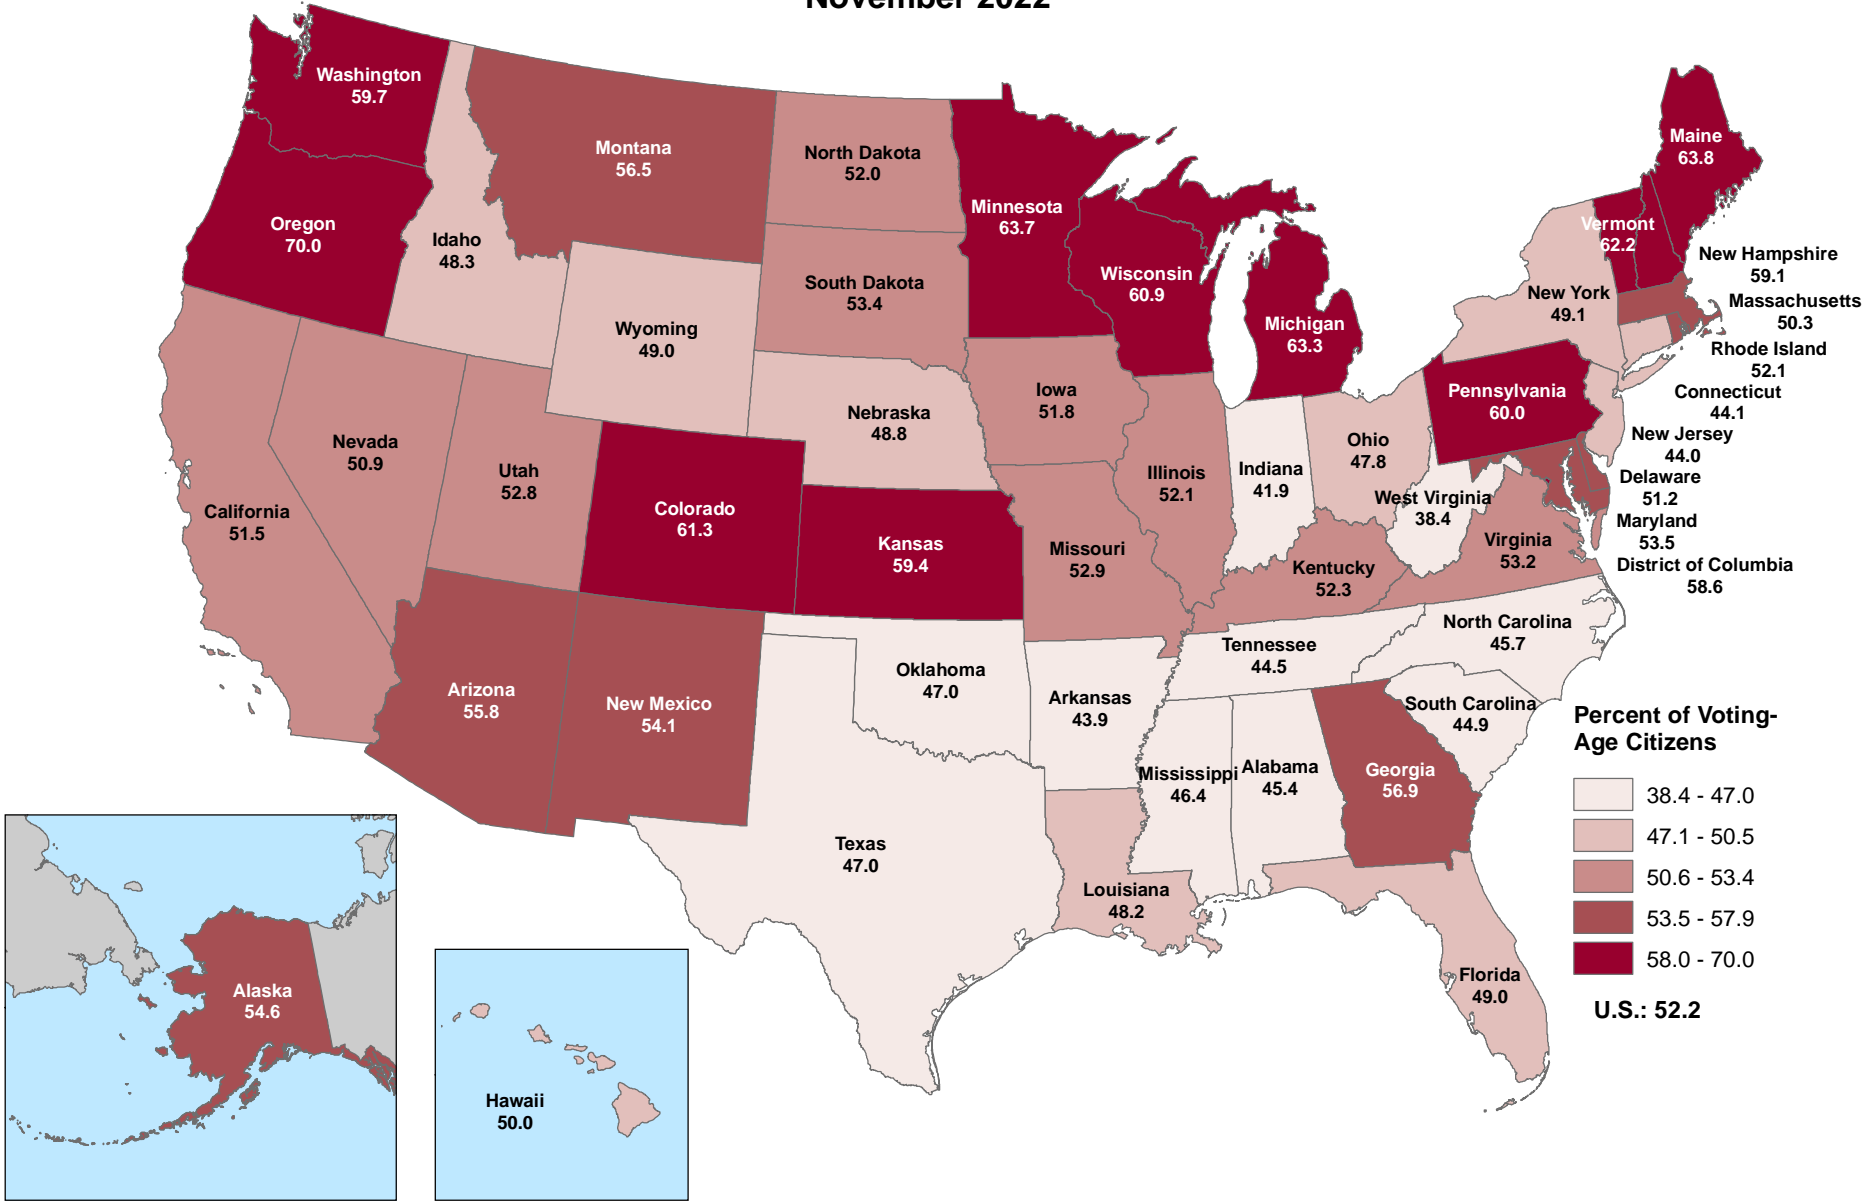 November 2022
Washington
59.7
Montana
56.5
North Dakota
52.0
Minnesota
63.7
Maine
63.8
Oregon
70.0
Idaho
48.3
South Dakota
53.4
Wisconsin
60.9
Michigan
63.3
Vermont
62.2
New Hampshire
59.1
New York
49.1
Massachusetts
50.3
Rhode Island
52.1
Connecticut
44.1
New Jersey
44.0
Delaware
51.2
Maryland
53.5
District of Columbia
58.6
Wyoming
49.0
Nebraska
48.8
Iowa
51.8
Pennsylvania
60.0
Nevada
50.9
Utah
52.8
Colorado
61.3
Kansas
59.4
California
51.5
Illinois
52.1
Indiana
41.9
Ohio
47.8
West Virginia
38.4
Virginia
53.2
Missouri
52.9
Kentucky
52.3
North Carolina
45.7
Tennessee
44.5
South Carolina
44.9
Arizona
55.8
New Mexico
54.1
Oklahoma
47.0
Arkansas
43.9
Mississippi
46.4
Alabama
45.4
Georgia
56.9
Texas
47.0
Louisiana
48.2
Florida
49.0
Alaska
54.6
Hawaii
50.0
Percent of Voting-
Age Citizens
38.4 - 47.0
47.1 - 50.5
50.6 - 53.4
53.5 - 57.9
58.0 - 70.0
U.S.: 52.2